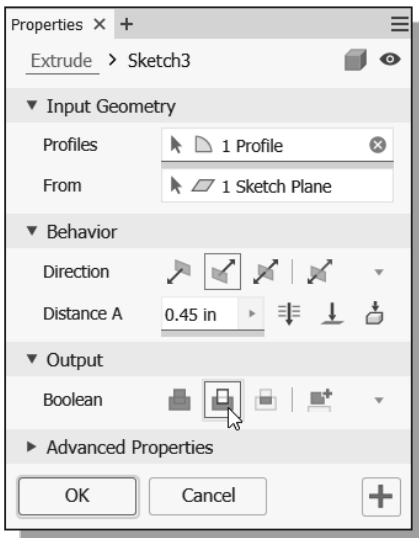 Properties × +
Extrude > Sketch3
Input Geometry
Profiles 1 Profile
From 1 Sketch Plane
Behavior
Direction
Distance A 0.45 in
Output
Boolean
Advanced Properties
OK Cancel +